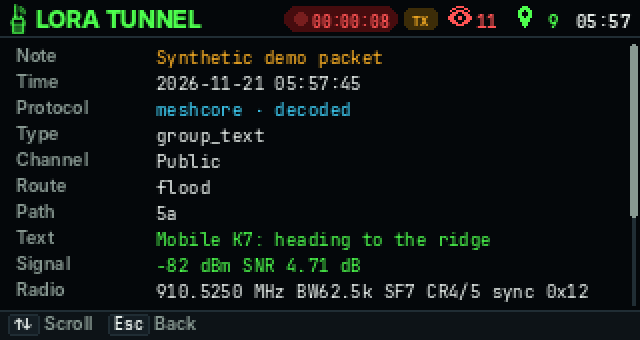 LORA TUNNEL 00:00:08 TX 11 9 05:57
Note Synthetic demo packet
Time 2026-11-21 05:57:45
Protocol meshcore · decoded
Type group_text
Channel Public
Route flood
Path 5a
Text Mobile K7: heading to the ridge
Signal -82 dBm SNR 4.71 dB
Radio 910.5250 MHz BW62.5k SF7 CR4/5 sync 0x12
↑↓ Scroll Esc Back